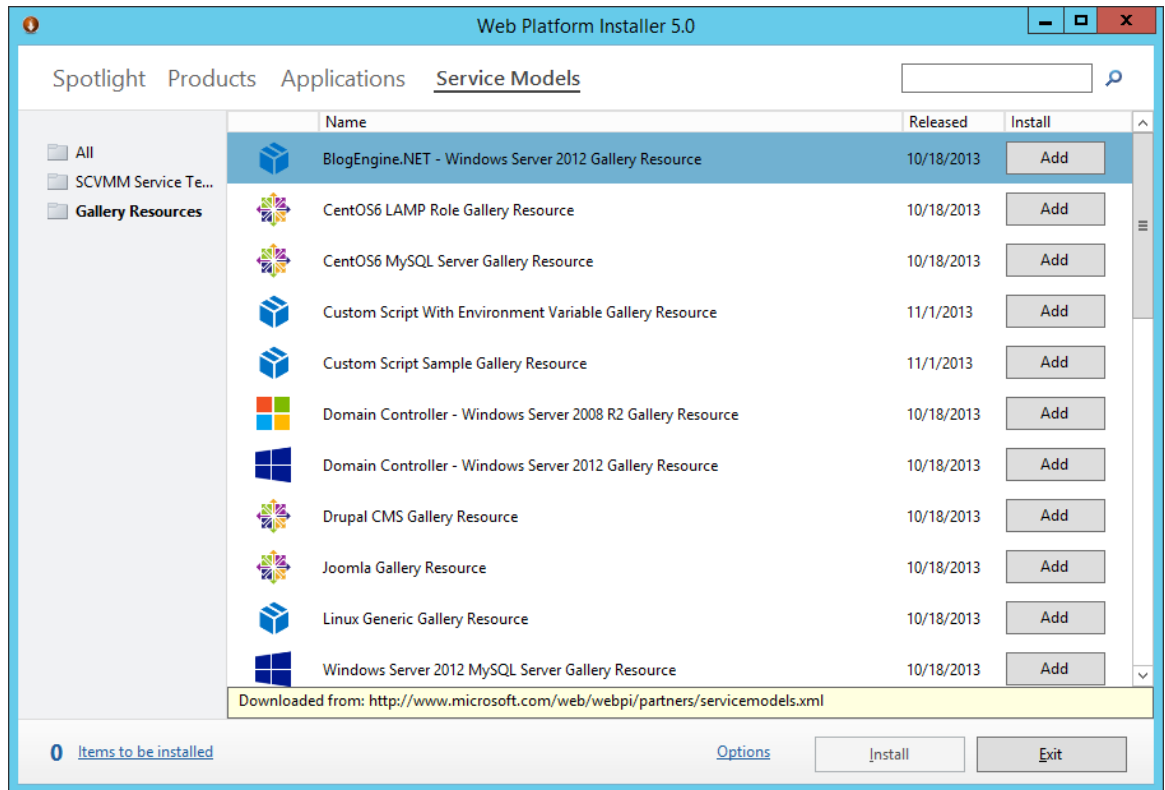 Web Platform Installer 5.0
Spotlight Products Applications Service Models
Name Released Install
All
SCVMM Service Te...
Gallery Resources
BlogEngine.NET - Windows Server 2012 Gallery Resource 10/18/2013 Add
CentOS6 LAMP Role Gallery Resource 10/18/2013 Add
CentOS6 MySQL Server Gallery Resource 10/18/2013 Add
Custom Script With Environment Variable Gallery Resource 11/1/2013 Add
Custom Script Sample Gallery Resource 11/1/2013 Add
Domain Controller - Windows Server 2008 R2 Gallery Resource 10/18/2013 Add
Domain Controller - Windows Server 2012 Gallery Resource 10/18/2013 Add
Drupal CMS Gallery Resource 10/18/2013 Add
Joomla Gallery Resource 10/18/2013 Add
Linux Generic Gallery Resource 10/18/2013 Add
Windows Server 2012 MySQL Server Gallery Resource 10/18/2013 Add
Downloaded from: http://www.microsoft.com/web/webpi/partners/servicemodels.xml
0 Items to be installed Options Install Exit